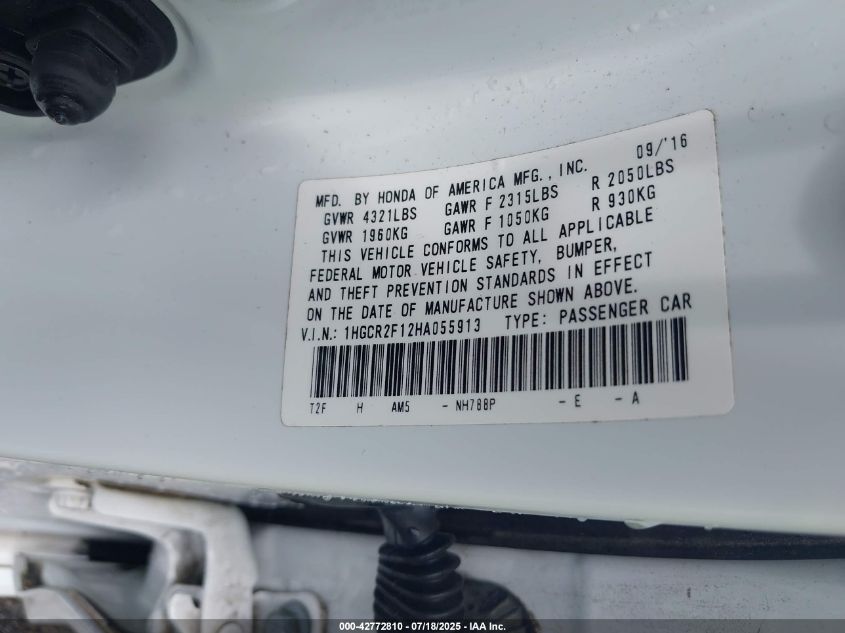 MFD. BY HONDA OF AMERICA MFG., INC. 09/'16
GVWR 4321LBS GAWR F 2315LBS R 2050LBS
GVWR 1960KG GAWR F 1050KG R 930KG
THIS VEHICLE CONFORMS TO ALL APPLICABLE
FEDERAL MOTOR VEHICLE SAFETY, BUMPER,
AND THEFT PREVENTION STANDARDS IN EFFECT
ON THE DATE OF MANUFACTURE SHOWN ABOVE.
V.I.N.: 1HGCR2F12HA055913 TYPE: PASSENGER CAR
T2F H AM5 - NH788P - E - A
000-42772810 | 07/18/2025 - IAA Inc.